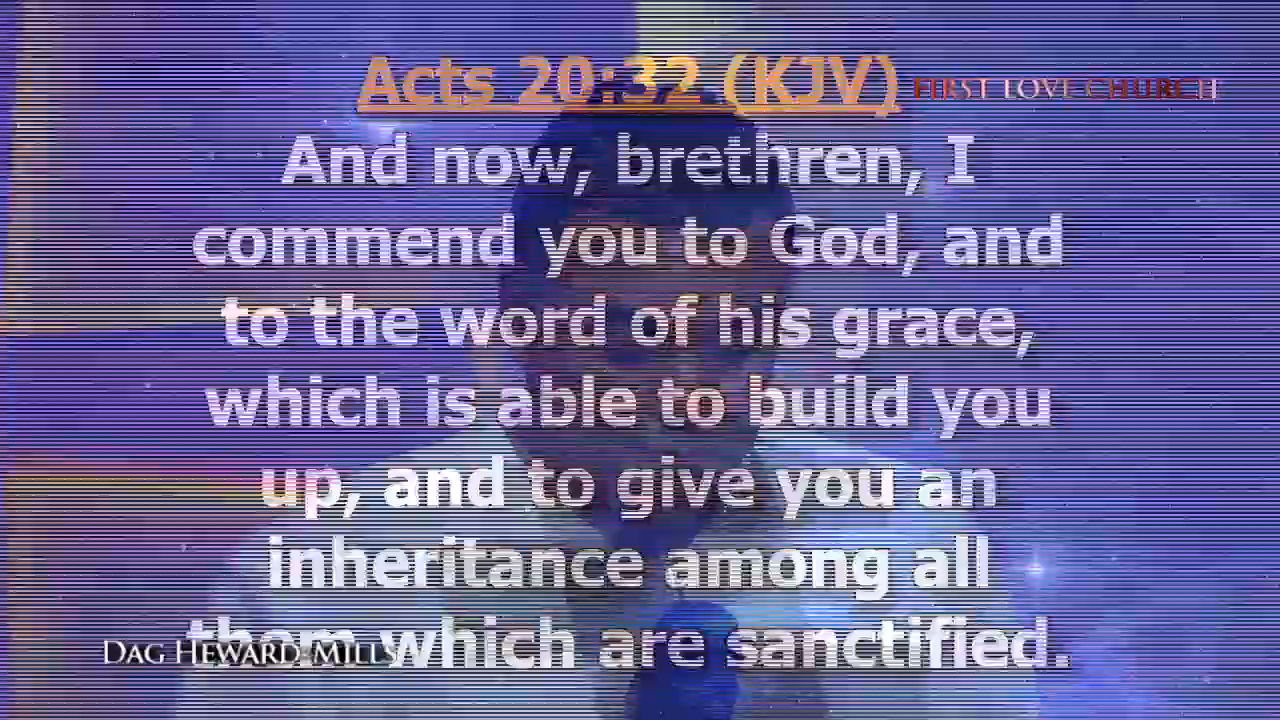 Acts 20:32 (KJV)
FIRST LOVE CHURCH
And now, brethren, I
commend you to God, and
to the word of his grace,
which is able to build you
up, and to give you an
inheritance among all
them which are sanctified.
DAG HEWARD-MILLS